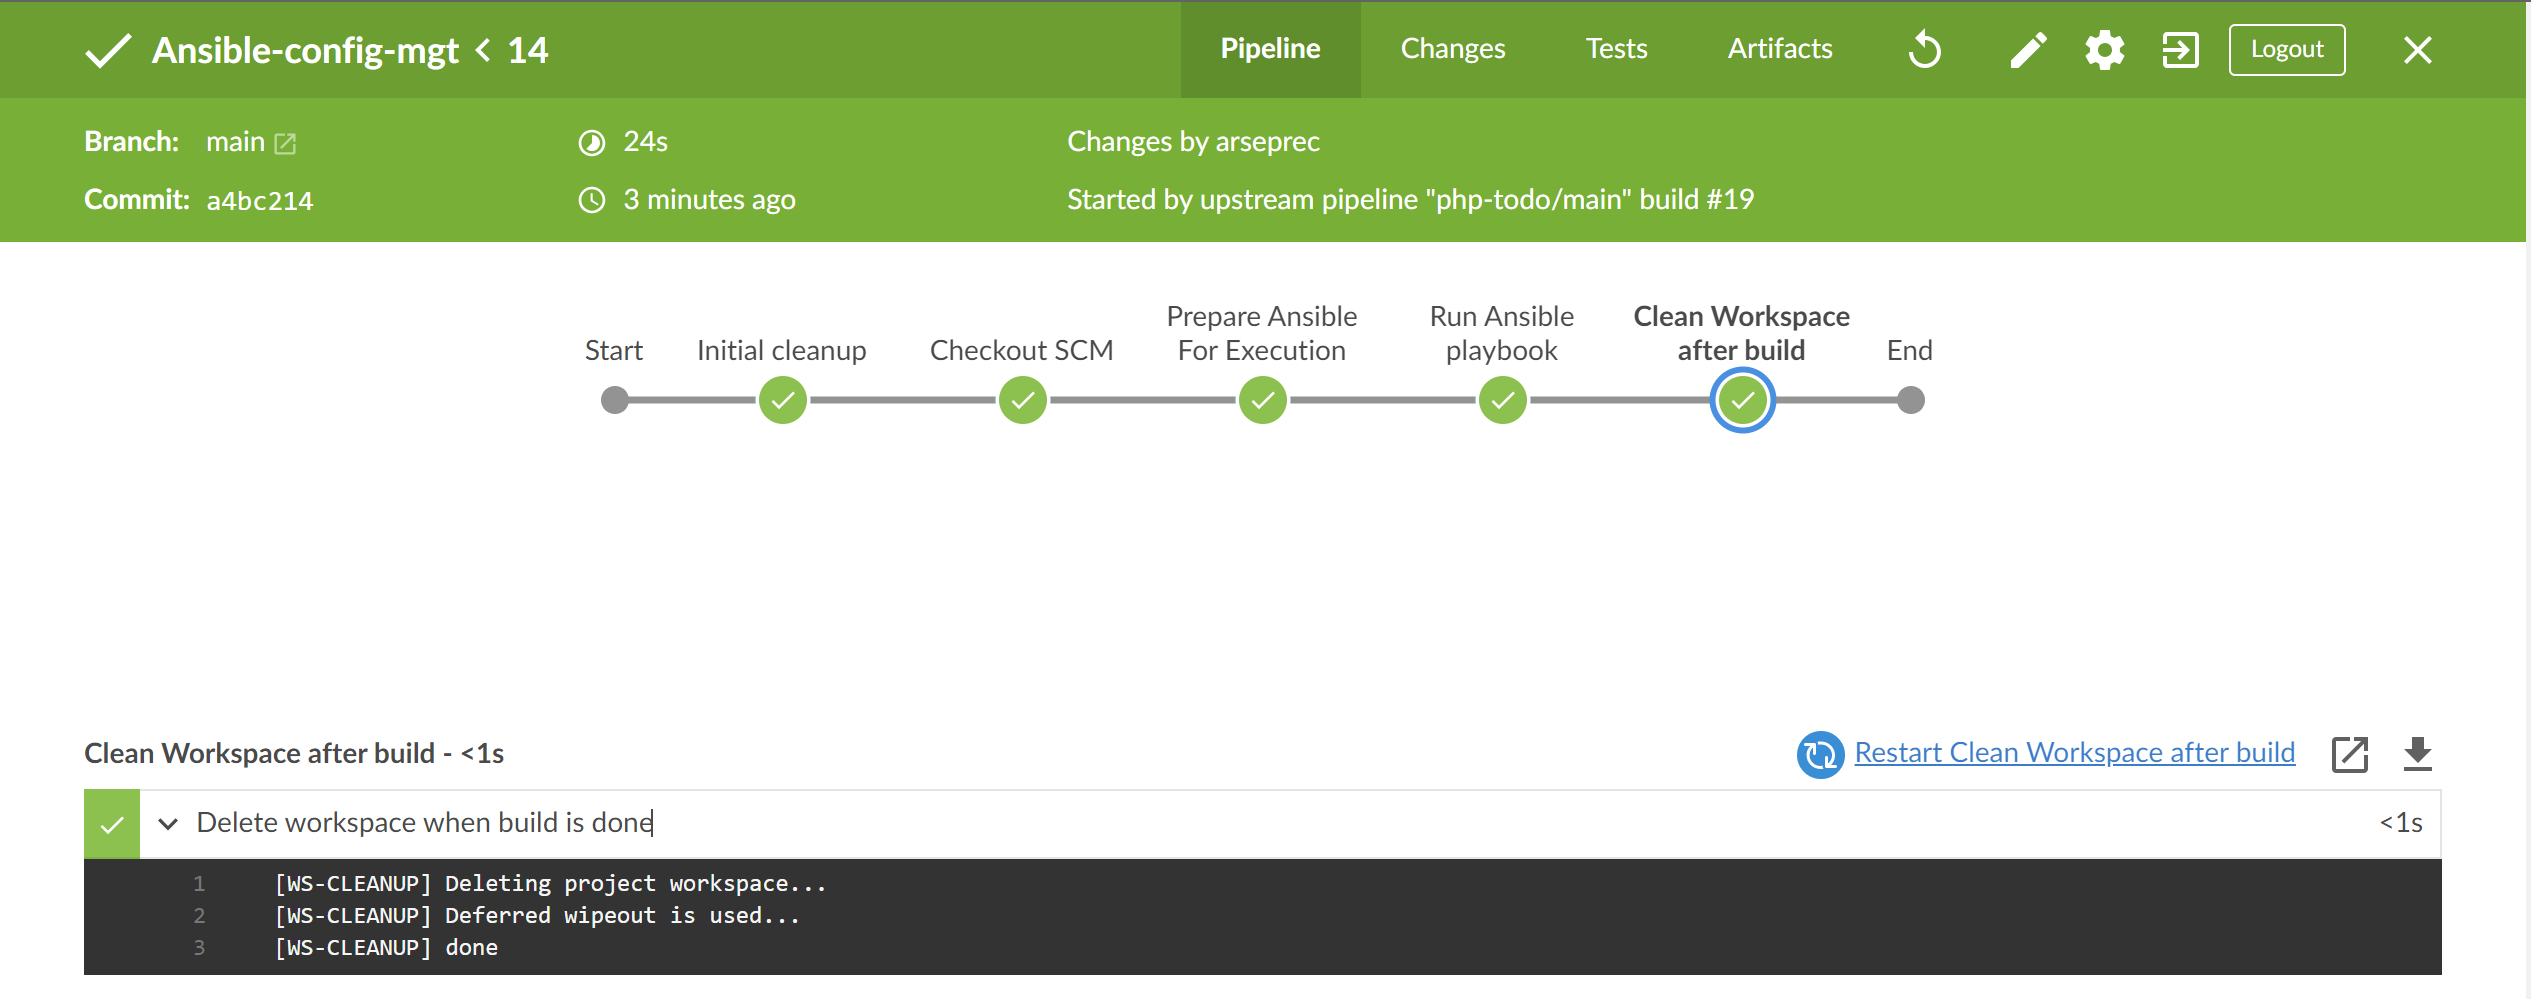 Ansible-config-mgt < 14
Pipeline
Changes
Tests
Artifacts
Logout
Branch: main
24s
Changes by arseprec
Commit: a4bc214
3 minutes ago
Started by upstream pipeline "php-todo/main" build #19
Start
Initial cleanup
Checkout SCM
Prepare Ansible
For Execution
Run Ansible
playbook
Clean Workspace
after build
End
Clean Workspace after build - <1s
Restart Clean Workspace after build
Delete workspace when build is done
<1s
1 [WS-CLEANUP] Deleting project workspace...
2 [WS-CLEANUP] Deferred wipeout is used...
3 [WS-CLEANUP] done